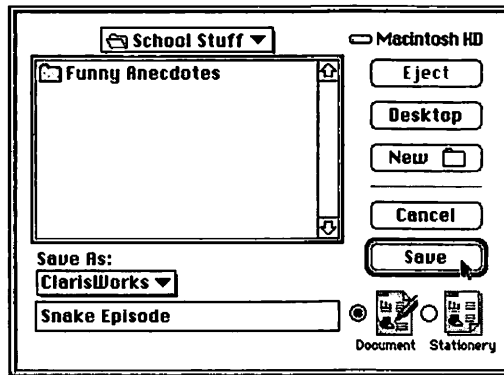 School Stuff
Macintosh HD
Funny Anecdotes
Eject
Desktop
New
Cancel
Save
Save As:
ClarisWorks
Snake Episode
Document
Stationery